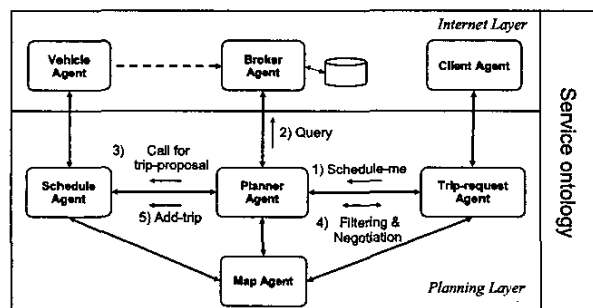 Internet Layer
Vehicle
Agent
Broker
Agent
Client Agent
Service ontology
2) Query
3) Call for
trip-proposal
1) Schedule-me
Schedule
Agent
Planner
Agent
Trip-request
Agent
5) Add-trip
4) Filtering &
Negotiation
Map Agent
Planning Layer